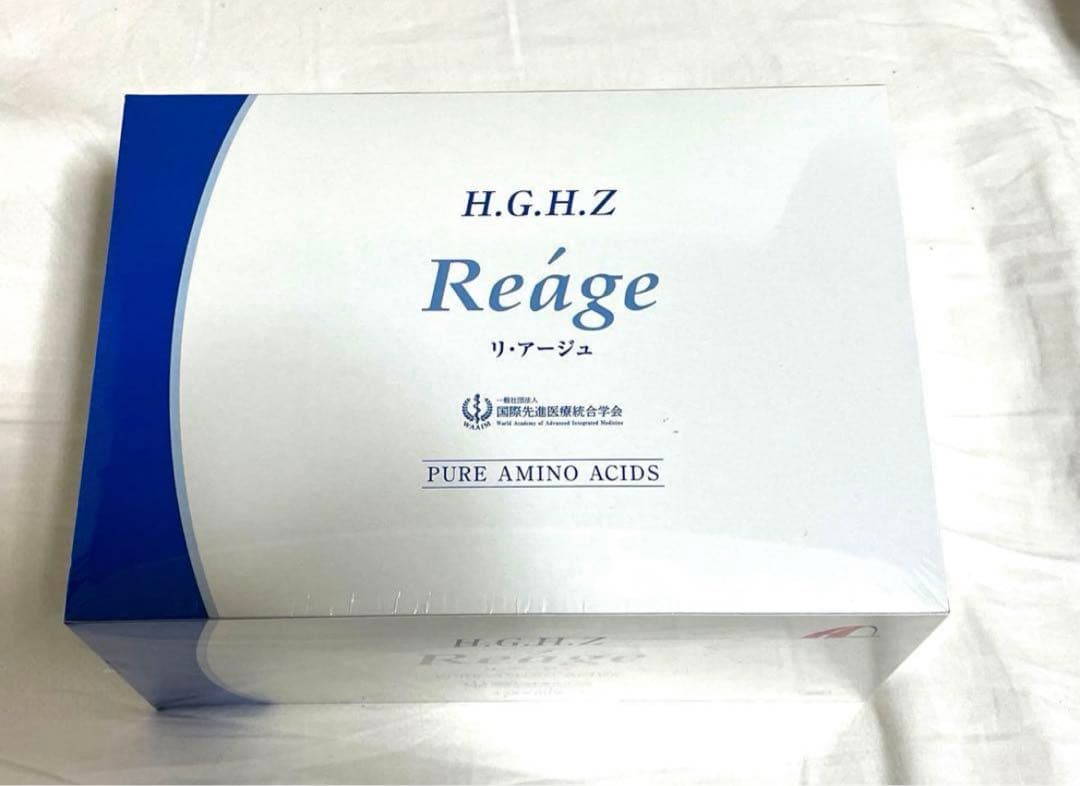 H.G.H.Z
Reáge
リ・アージュ
一般社団法人
国際先進医療統合学会
World Academy of Advanced Integrated Medicine
WAAIM
PURE AMINO ACIDS
H.G.H.Z
Reáge